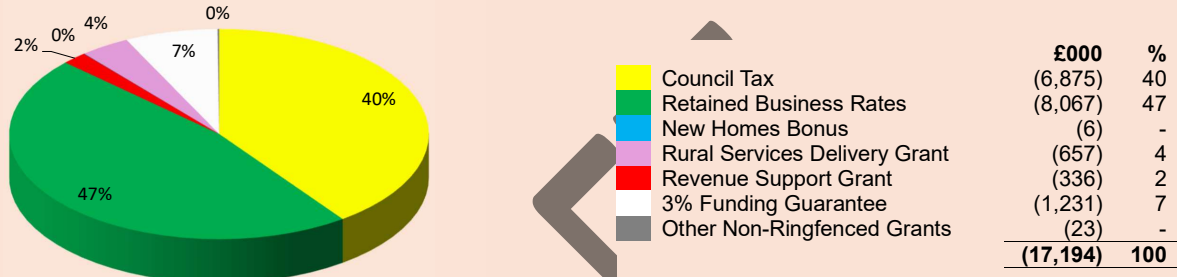 0%
4%
0%
2%
7%
40%
47%
£000 %
Council Tax (6,875) 40
Retained Business Rates (8,067) 47
New Homes Bonus (6) -
Rural Services Delivery Grant (657) 4
Revenue Support Grant (336) 2
3% Funding Guarantee (1,231) 7
Other Non-Ringfenced Grants (23) -
(17,194) 100